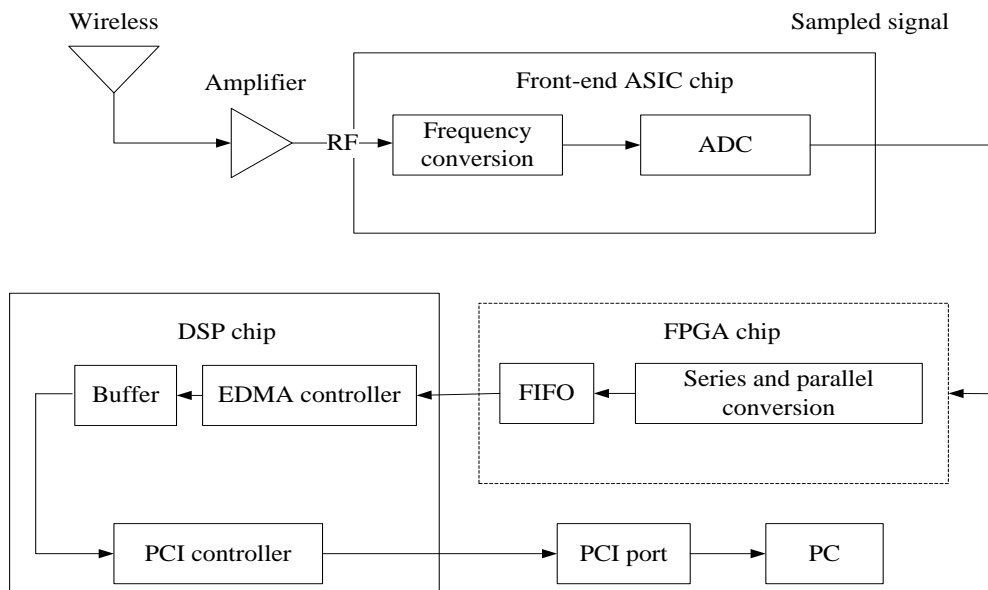 Wireless
Sampled signal
Amplifier
Front-end ASIC chip
RF
Frequency
conversion
ADC
DSP chip
FPGA chip
Buffer
EDMA controller
FIFO
Series and parallel
conversion
PCI controller
PCI port
PC